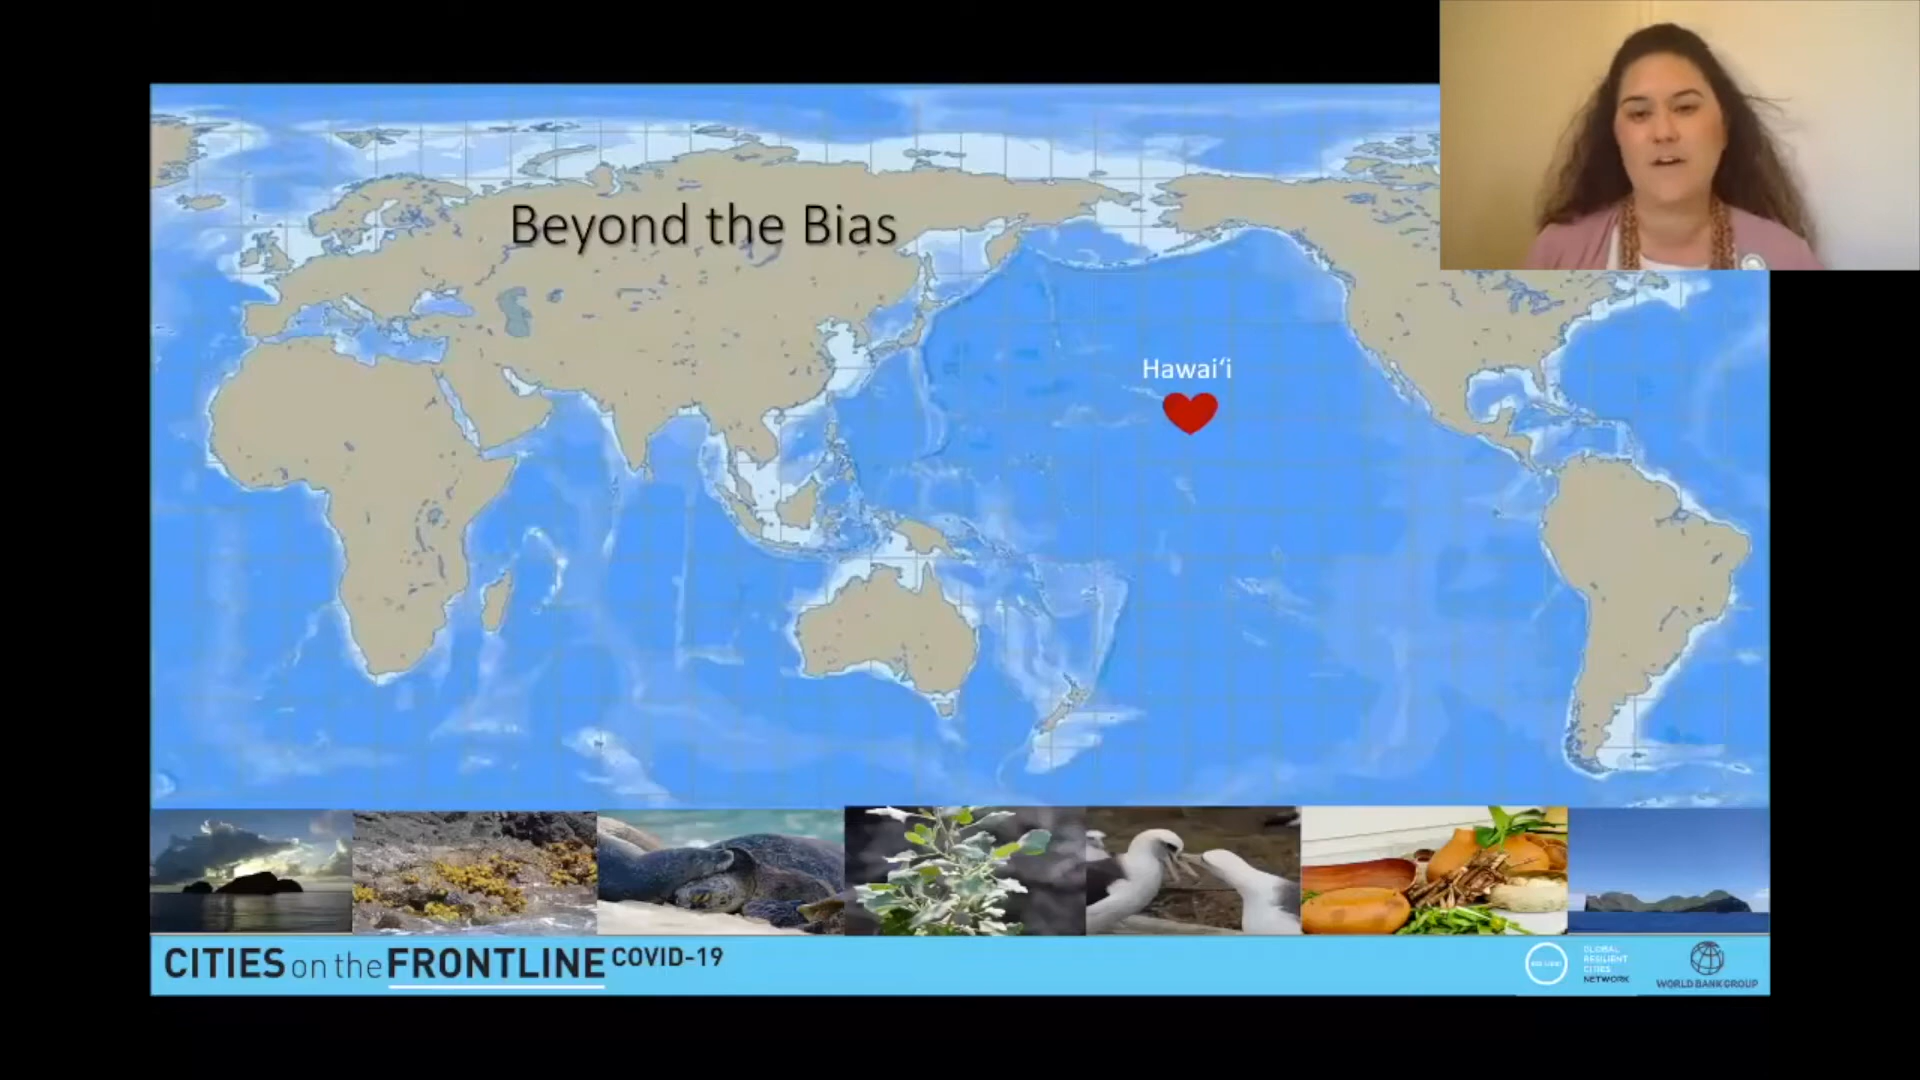 Beyond the Bias
Hawaiʻi
CITIES on the FRONTLINE COVID-19
GLOBAL
RESILIENT
CITIES
NETWORK
WORLD BANK GROUP